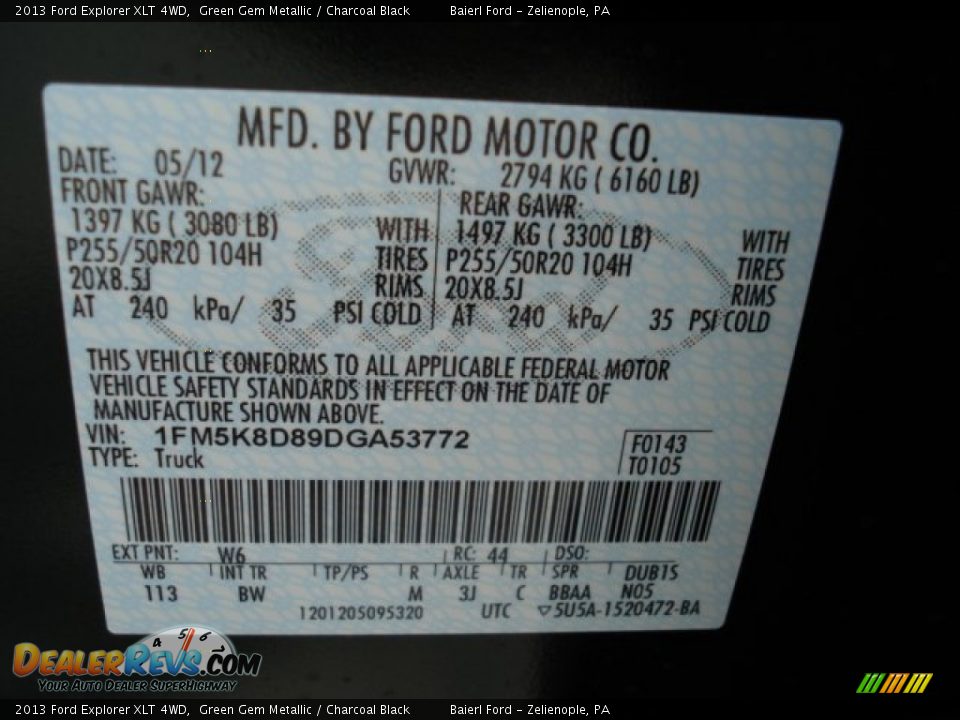 2013 Ford Explorer XLT 4WD, Green Gem Metallic / Charcoal Black Baierl Ford - Zelienople, PA
MFD. BY FORD MOTOR CO.
DATE: 05/12 GVWR: 2794 KG ( 6160 LB)
FRONT GAWR: REAR GAWR:
1397 KG ( 3080 LB) WITH 1497 KG ( 3300 LB) WITH
P255/50R20 104H TIRES P255/50R20 104H TIRES
20X8.5J RIMS 20X8.5J RIMS
AT 240 kPa/ 35 PSI COLD AT 240 kPa/ 35 PSI COLD
THIS VEHICLE CONFORMS TO ALL APPLICABLE FEDERAL MOTOR
VEHICLE SAFETY STANDARDS IN EFFECT ON THE DATE OF
MANUFACTURE SHOWN ABOVE.
VIN: 1FM5K8D89DGA53772 F0143
TYPE: Truck T0105
EXT PNT: W6 RC: 44 DSO:
WB INT TR TP/PS R AXLE TR SPR DUB1S
113 BW M 3J C BBAA N05
120120S095320 UTC ▽5U5A-1520472-BA
4 5 6
DEALERREVS.COM
YOUR AUTO DEALER SUPERHIGHWAY
2013 Ford Explorer XLT 4WD, Green Gem Metallic / Charcoal Black Baierl Ford - Zelienople, PA